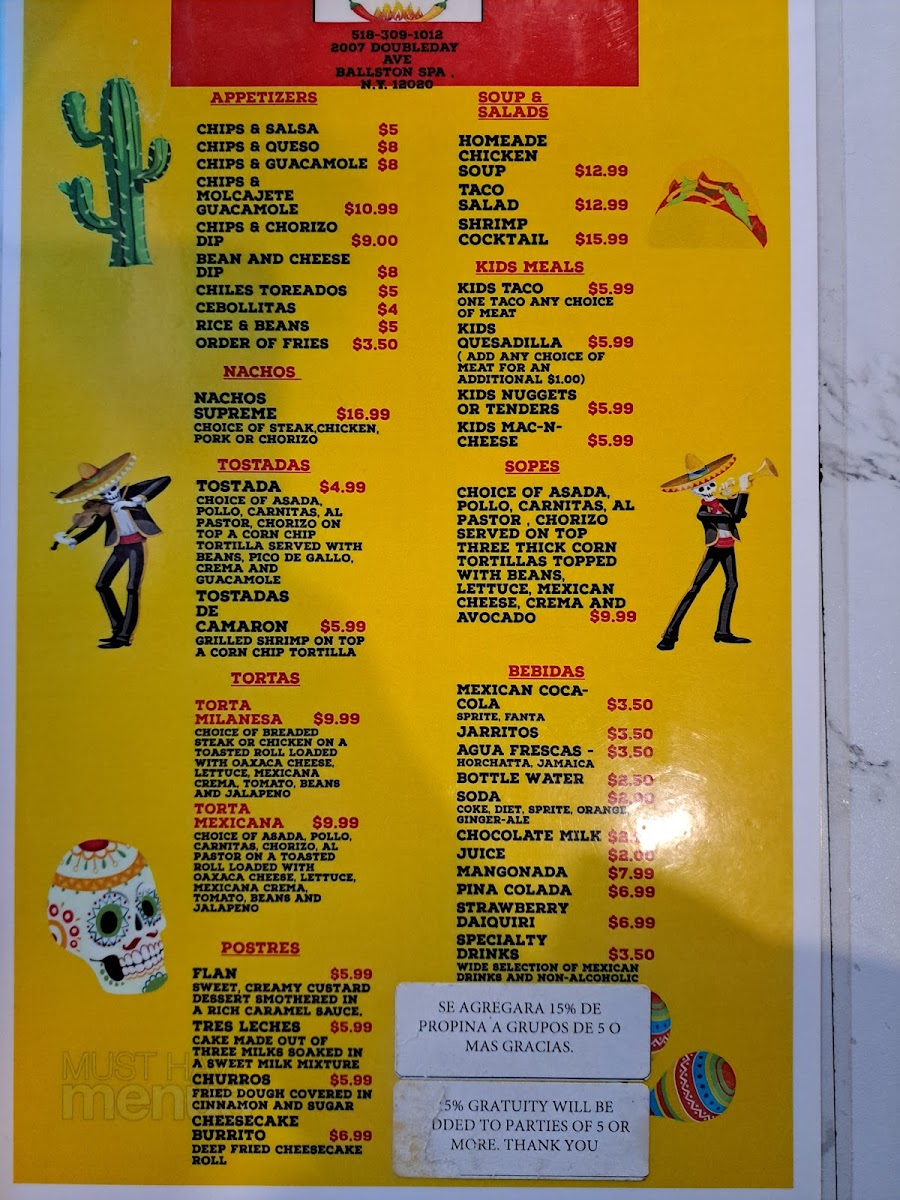 518-309-1012
2007 DOUBLEDAY
AVE
BALLSTON SPA ,
N.Y. 12020
APPETIZERS
CHIPS & SALSA $5
CHIPS & QUESO $8
CHIPS & GUACAMOLE $8
CHIPS &
MOLCAJETE
GUACAMOLE $10.99
CHIPS & CHORIZO
DIP $9.00
BEAN AND CHEESE
DIP $8
CHILES TOREADOS $5
CEBOLLITAS $4
RICE & BEANS $5
ORDER OF FRIES $3.50
NACHOS
NACHOS
SUPREME $16.99
CHOICE OF STEAK,CHICKEN,
PORK OR CHORIZO
TOSTADAS
TOSTADA $4.99
CHOICE OF ASADA,
POLLO, CARNITAS, AL
PASTOR, CHORIZO ON
TOP A CORN CHIP
TORTILLA SERVED WITH
BEANS, PICO DE GALLO,
CREMA AND
GUACAMOLE
TOSTADAS
DE
CAMARON $5.99
GRILLED SHRIMP ON TOP
A CORN CHIP TORTILLA
TORTAS
TORTA
MILANESA $9.99
CHOICE OF BREADED
STEAK OR CHICKEN ON A
TOASTED ROLL LOADED
WITH OAXACA CHEESE,
LETTUCE, MEXICANA
CREMA, TOMATO, BEANS
AND JALAPENO
TORTA
MEXICANA $9.99
CHOICE OF ASADA, POLLO,
CARNITAS, CHORIZO, AL
PASTOR ON A TOASTED
ROLL LOADED WITH
OAXACA CHEESE, LETTUCE,
MEXICANA CREMA,
TOMATO, BEANS AND
JALAPENO
POSTRES
FLAN $5.99
SWEET, CREAMY CUSTARD
DESSERT SMOTHERED IN
A RICH CARAMEL SAUCE.
TRES LECHES $5.99
CAKE MADE OUT OF
THREE MILKS SOAKED IN
A SWEET MILK MIXTURE
CHURROS $5.99
FRIED DOUGH COVERED IN
CINNAMON AND SUGAR
CHEESECAKE
BURRITO $6.99
DEEP FRIED CHEESECAKE
ROLL
MUST H
men
SOUP &
SALADS
HOMEADE
CHICKEN
SOUP $12.99
TACO
SALAD $12.99
SHRIMP
COCKTAIL $15.99
KIDS MEALS
KIDS TACO $5.99
ONE TACO ANY CHOICE
OF MEAT
KIDS
QUESADILLA $5.99
( ADD ANY CHOICE OF
MEAT FOR AN
ADDITIONAL $1.00)
KIDS NUGGETS
OR TENDERS $5.99
KIDS MAC-N-
CHEESE $5.99
SOPES
CHOICE OF ASADA,
POLLO, CARNITAS, AL
PASTOR , CHORIZO
SERVED ON TOP
THREE THICK CORN
TORTILLAS TOPPED
WITH BEANS,
LETTUCE, MEXICAN
CHEESE, CREMA AND
AVOCADO $9.99
BEBIDAS
MEXICAN COCA-
COLA $3.50
SPRITE, FANTA
JARRITOS $3.50
AGUA FRESCAS - $3.50
HORCHATTA, JAMAICA
BOTTLE WATER $2.50
SODA $2.00
COKE, DIET, SPRITE, ORANGE,
GINGER-ALE
CHOCOLATE MILK
JUICE $2.00
MANGONADA $7.99
PINA COLADA $6.99
STRAWBERRY
DAIQUIRI $6.99
SPECIALTY
DRINKS $3.50
WIDE SELECTION OF MEXICAN
DRINKS AND NON-ALCOHOLIC
SE AGREGARA 15% DE
PROPINA A GRUPOS DE 5 O
MAS GRACIAS.
5% GRATUITY WILL BE
DDED TO PARTIES OF 5 OR
MORE. THANK YOU